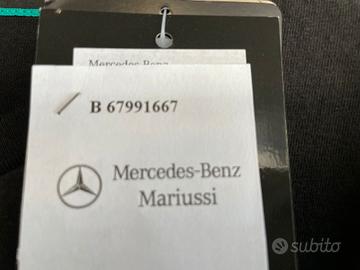 Mercedes-Benz
B 67991667
Mercedes-Benz
Mariussi
subito